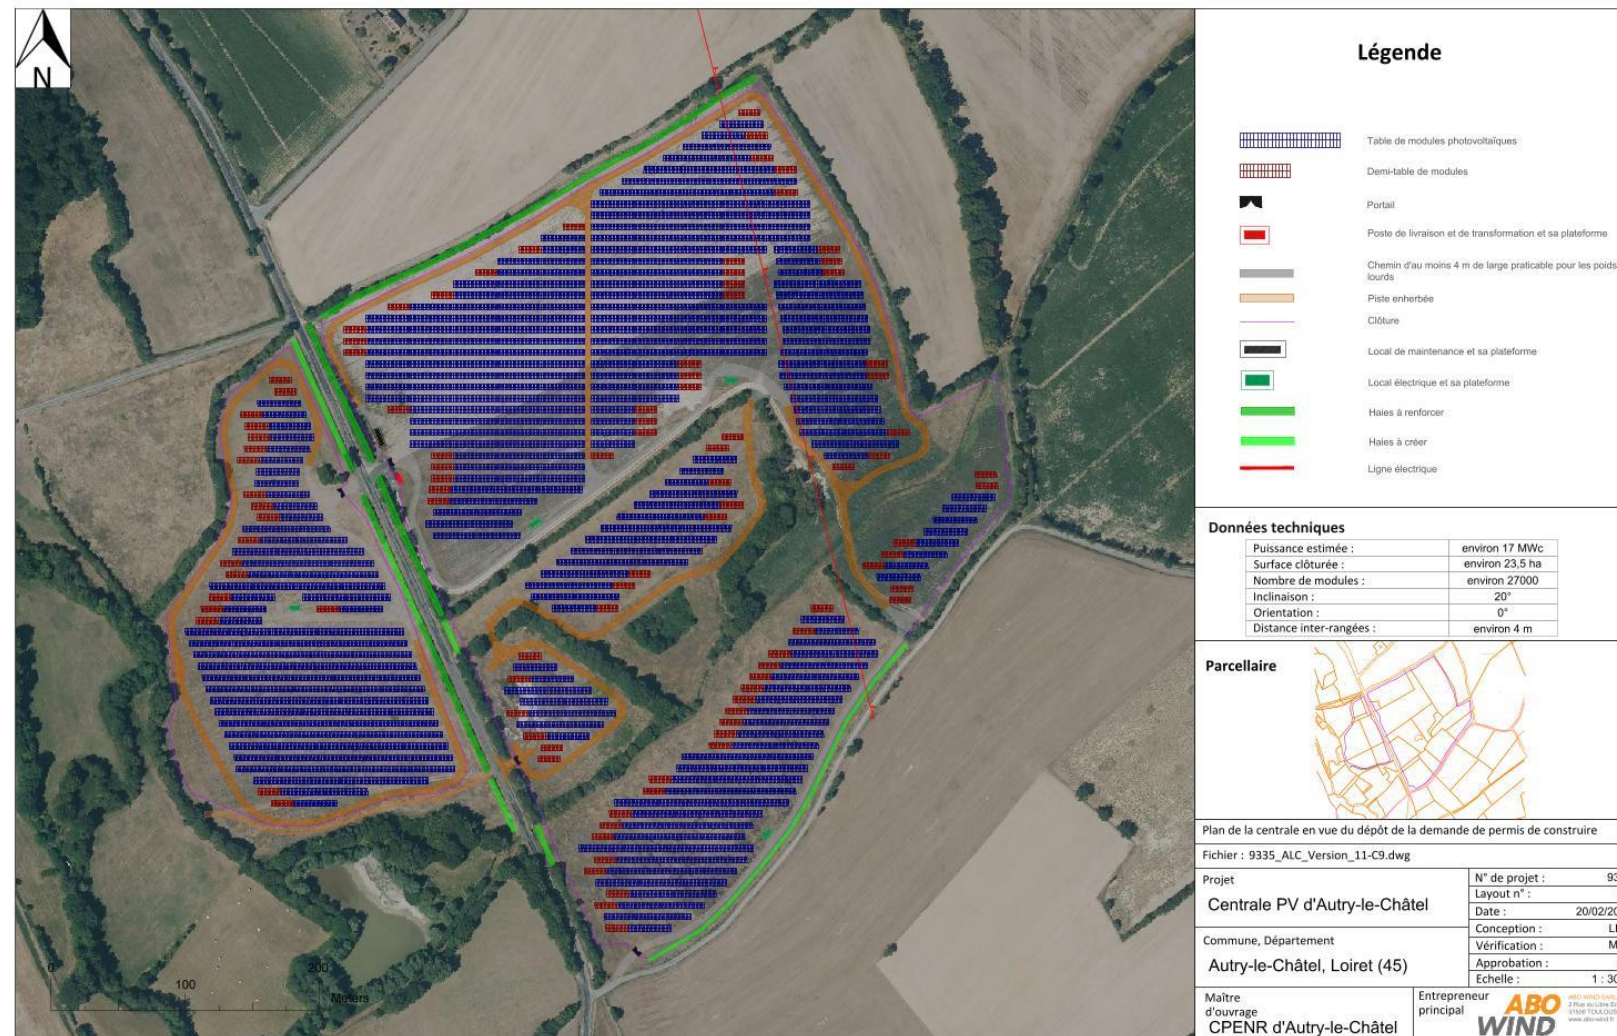 N
0
100
200
Meters
Légende
Table de modules photovoltaïques
Demi-table de modules
Portail
Poste de livraison et de transformation et sa plateforme
Chemin d'au moins 4 m de large praticable pour les poids
lourds
Piste enherbée
Clôture
Local de maintenance et sa plateforme
Local électrique et sa plateforme
Haies à renforcer
Haies à créer
Ligne électrique
Données techniques
Puissance estimée : environ 17 MWc
Surface clôturée : environ 23,5 ha
Nombre de modules : environ 27000
Inclinaison : 20°
Orientation : 0°
Distance inter-rangées : environ 4 m
Parcellaire
Plan de la centrale en vue du dépôt de la demande de permis de construire
Fichier : 9335_ALC_Version_11-C9.dwg
Projet
Centrale PV d'Autry-le-Châtel
Commune, Département
Autry-le-Châtel, Loiret (45)
Maître
d'ouvrage
CPENR d'Autry-le-Châtel
N° de projet : 93
Layout n° :
Date : 20/02/20
Conception :
Vérification : M
Approbation :
Echelle : 1 : 30
Entrepreneur
principal
ABO
WIND